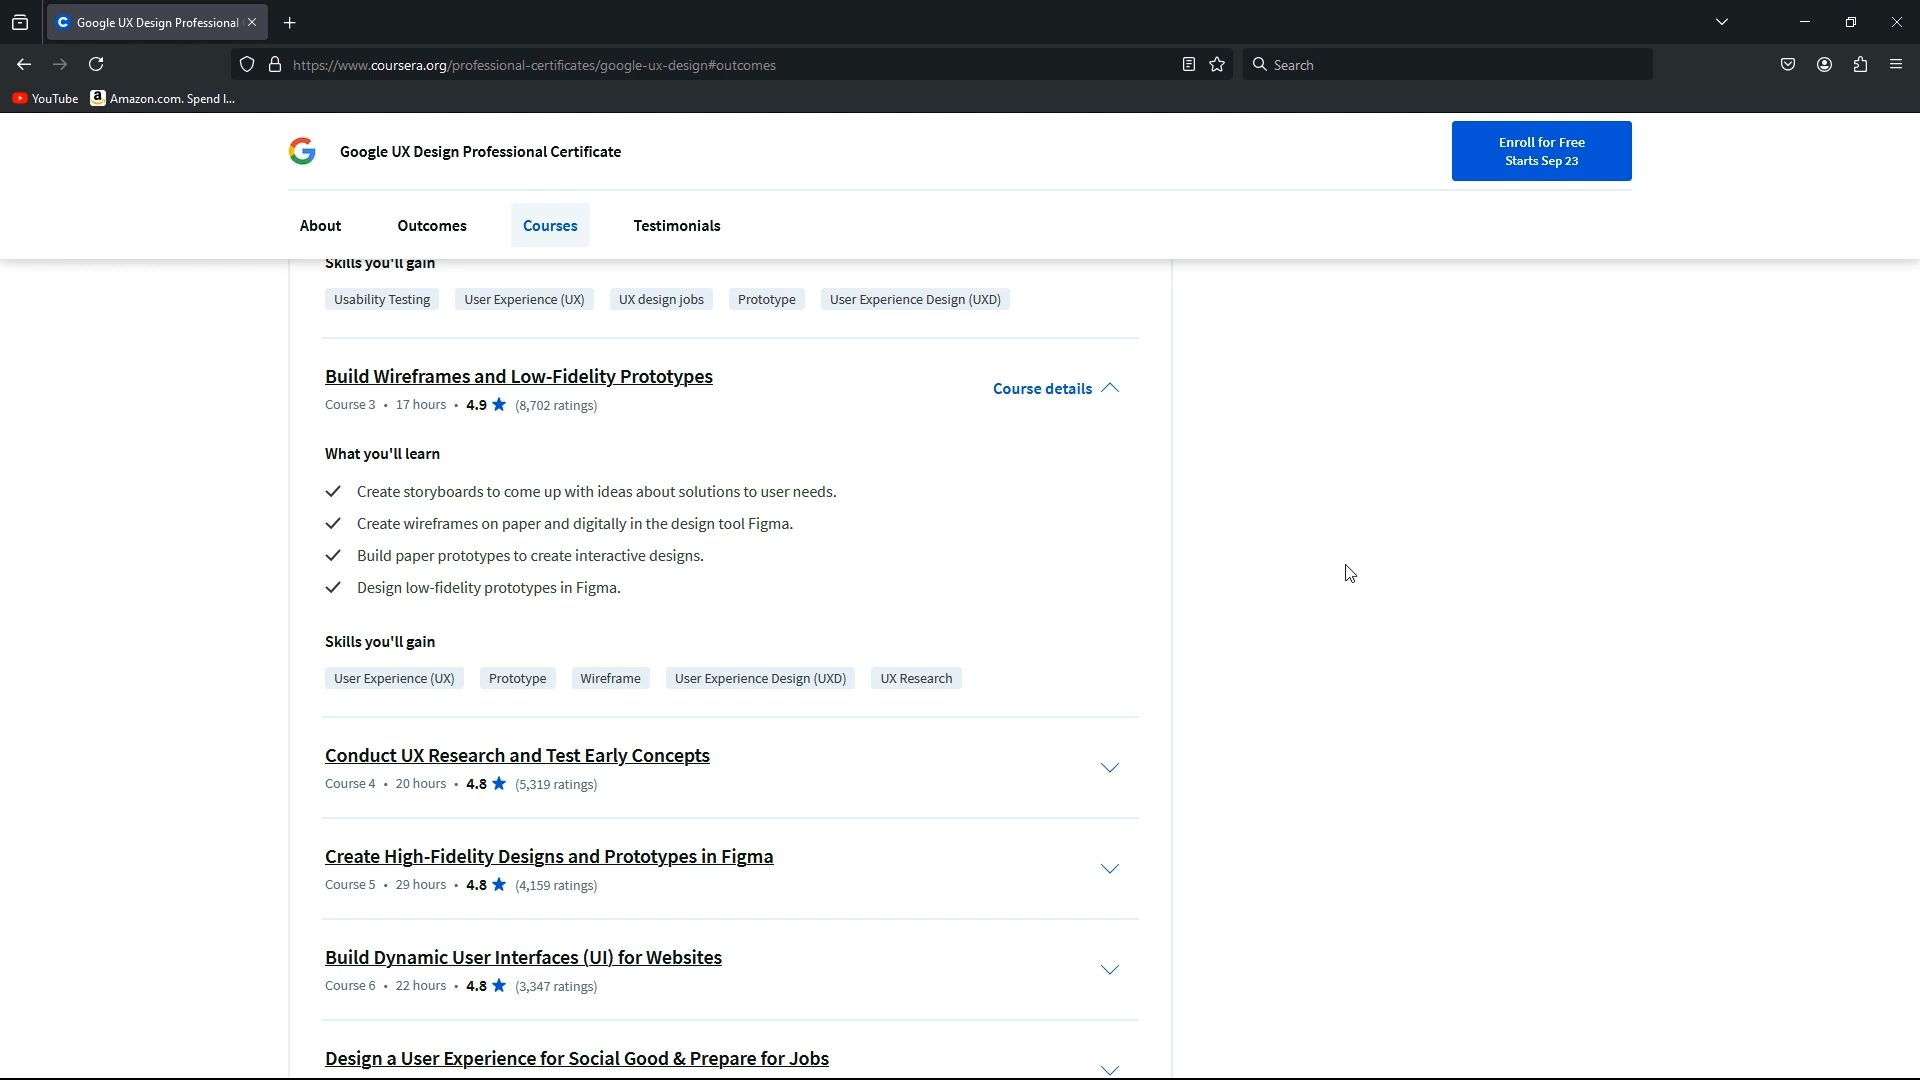 Google UX Design Professional
https://www.coursera.org/professional-certificates/google-ux-design#outcomes
Search
YouTube
Amazon.com. Spend l...
Google UX Design Professional Certificate
Enroll for Free
Starts Sep 23
About
Outcomes
Courses
Testimonials
Skills you'll gain
Usability Testing
User Experience (UX)
UX design jobs
Prototype
User Experience Design (UXD)
Build Wireframes and Low-Fidelity Prototypes
Course details
Course 3 • 17 hours • 4.9 ★ (8,702 ratings)
What you'll learn
Create storyboards to come up with ideas about solutions to user needs.
Create wireframes on paper and digitally in the design tool Figma.
Build paper prototypes to create interactive designs.
Design low-fidelity prototypes in Figma.
Skills you'll gain
User Experience (UX)
Prototype
Wireframe
User Experience Design (UXD)
UX Research
Conduct UX Research and Test Early Concepts
Course 4 • 20 hours • 4.8 ★ (5,319 ratings)
Create High-Fidelity Designs and Prototypes in Figma
Course 5 • 29 hours • 4.8 ★ (4,159 ratings)
Build Dynamic User Interfaces (UI) for Websites
Course 6 • 22 hours • 4.8 ★ (3,347 ratings)
Design a User Experience for Social Good & Prepare for Jobs